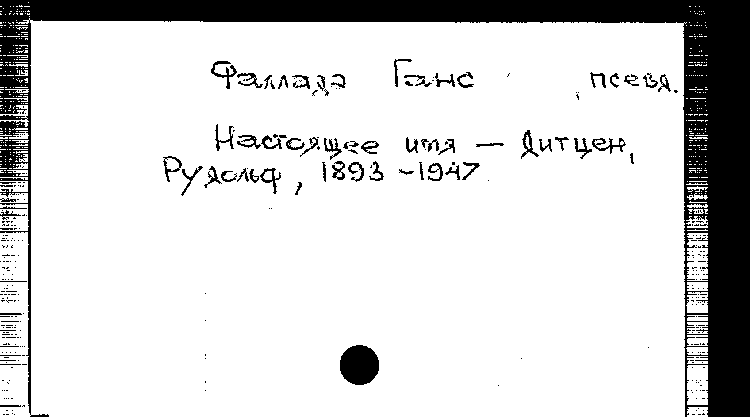 Фаллада Ганс , псевд.
Настоящее имя — Дитцен,
Рудольф, 1893-1947